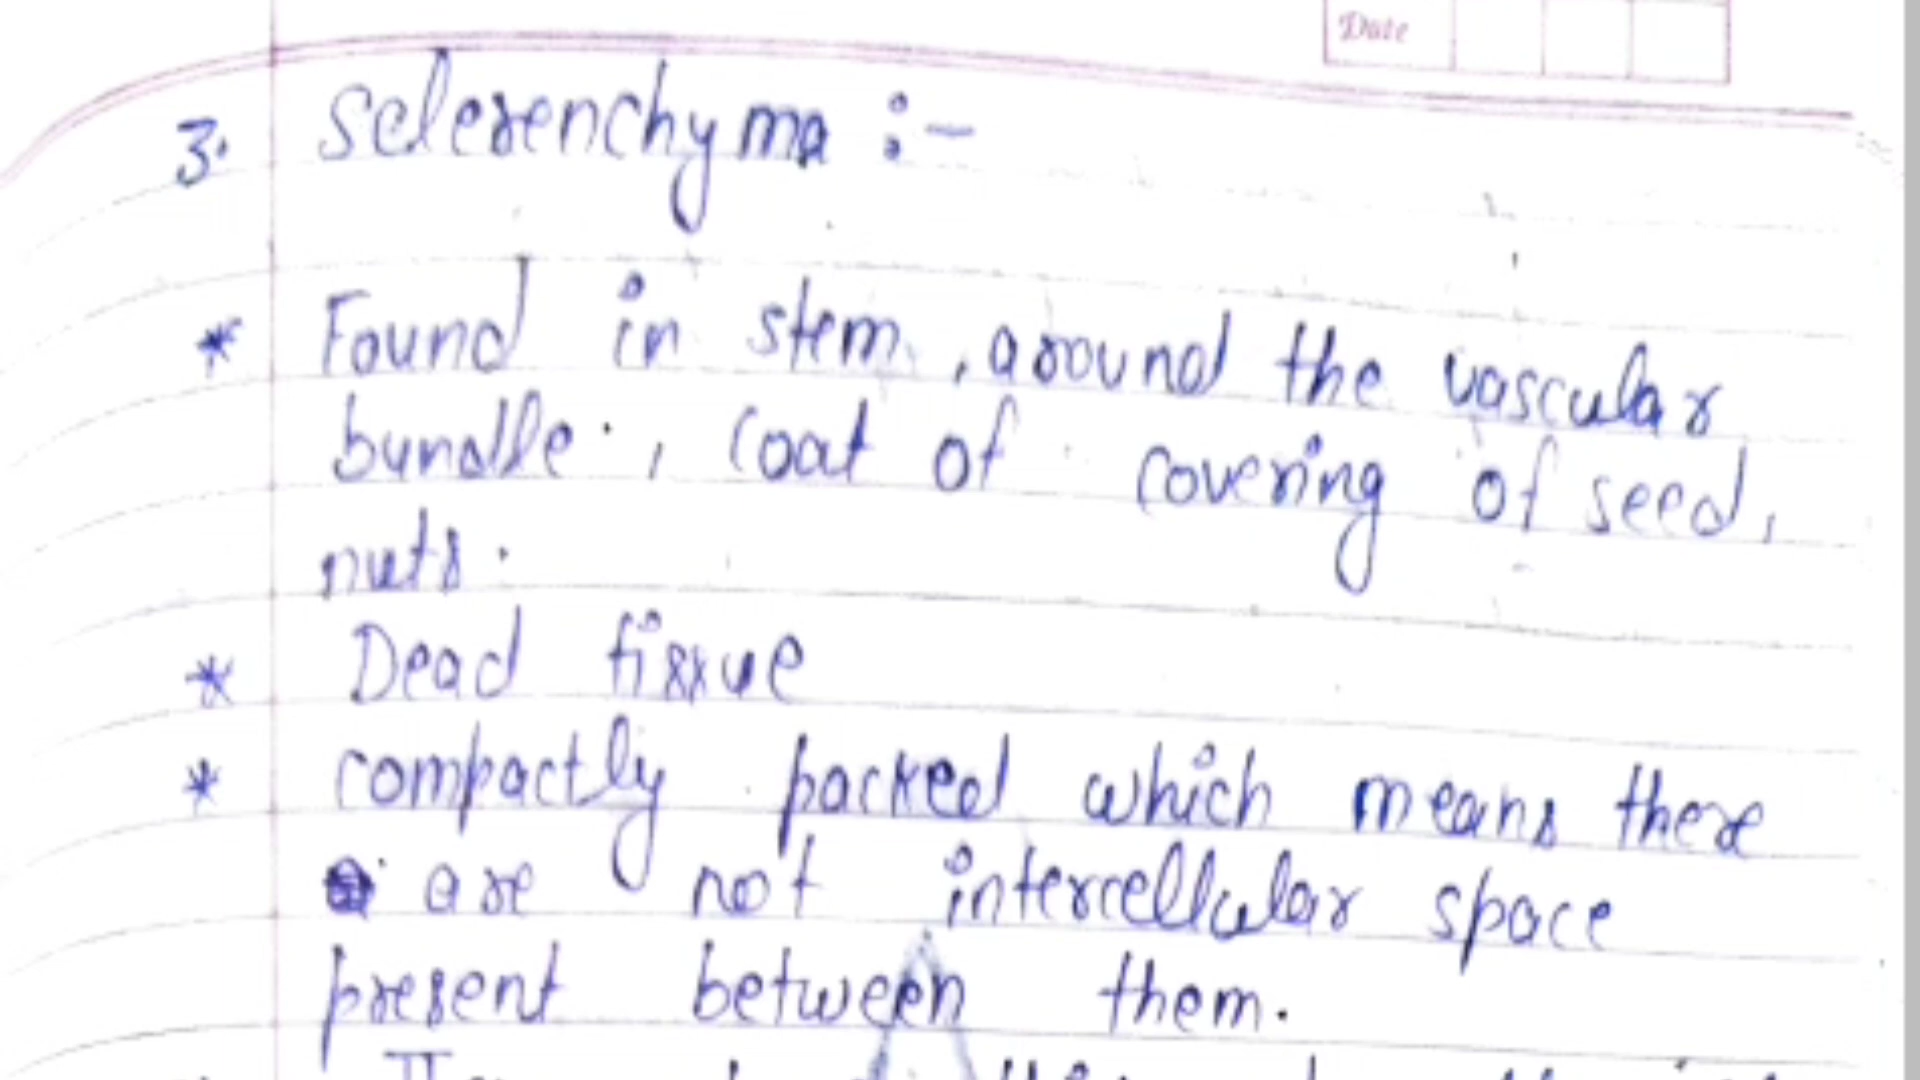 Date
3. Sclerenchyma :-
* Found in stem, around the vascular
bundle, coat of covering of seed,
nuts.
* Dead tissue
* compactly packed which means there
are not intercellular space
present between them.